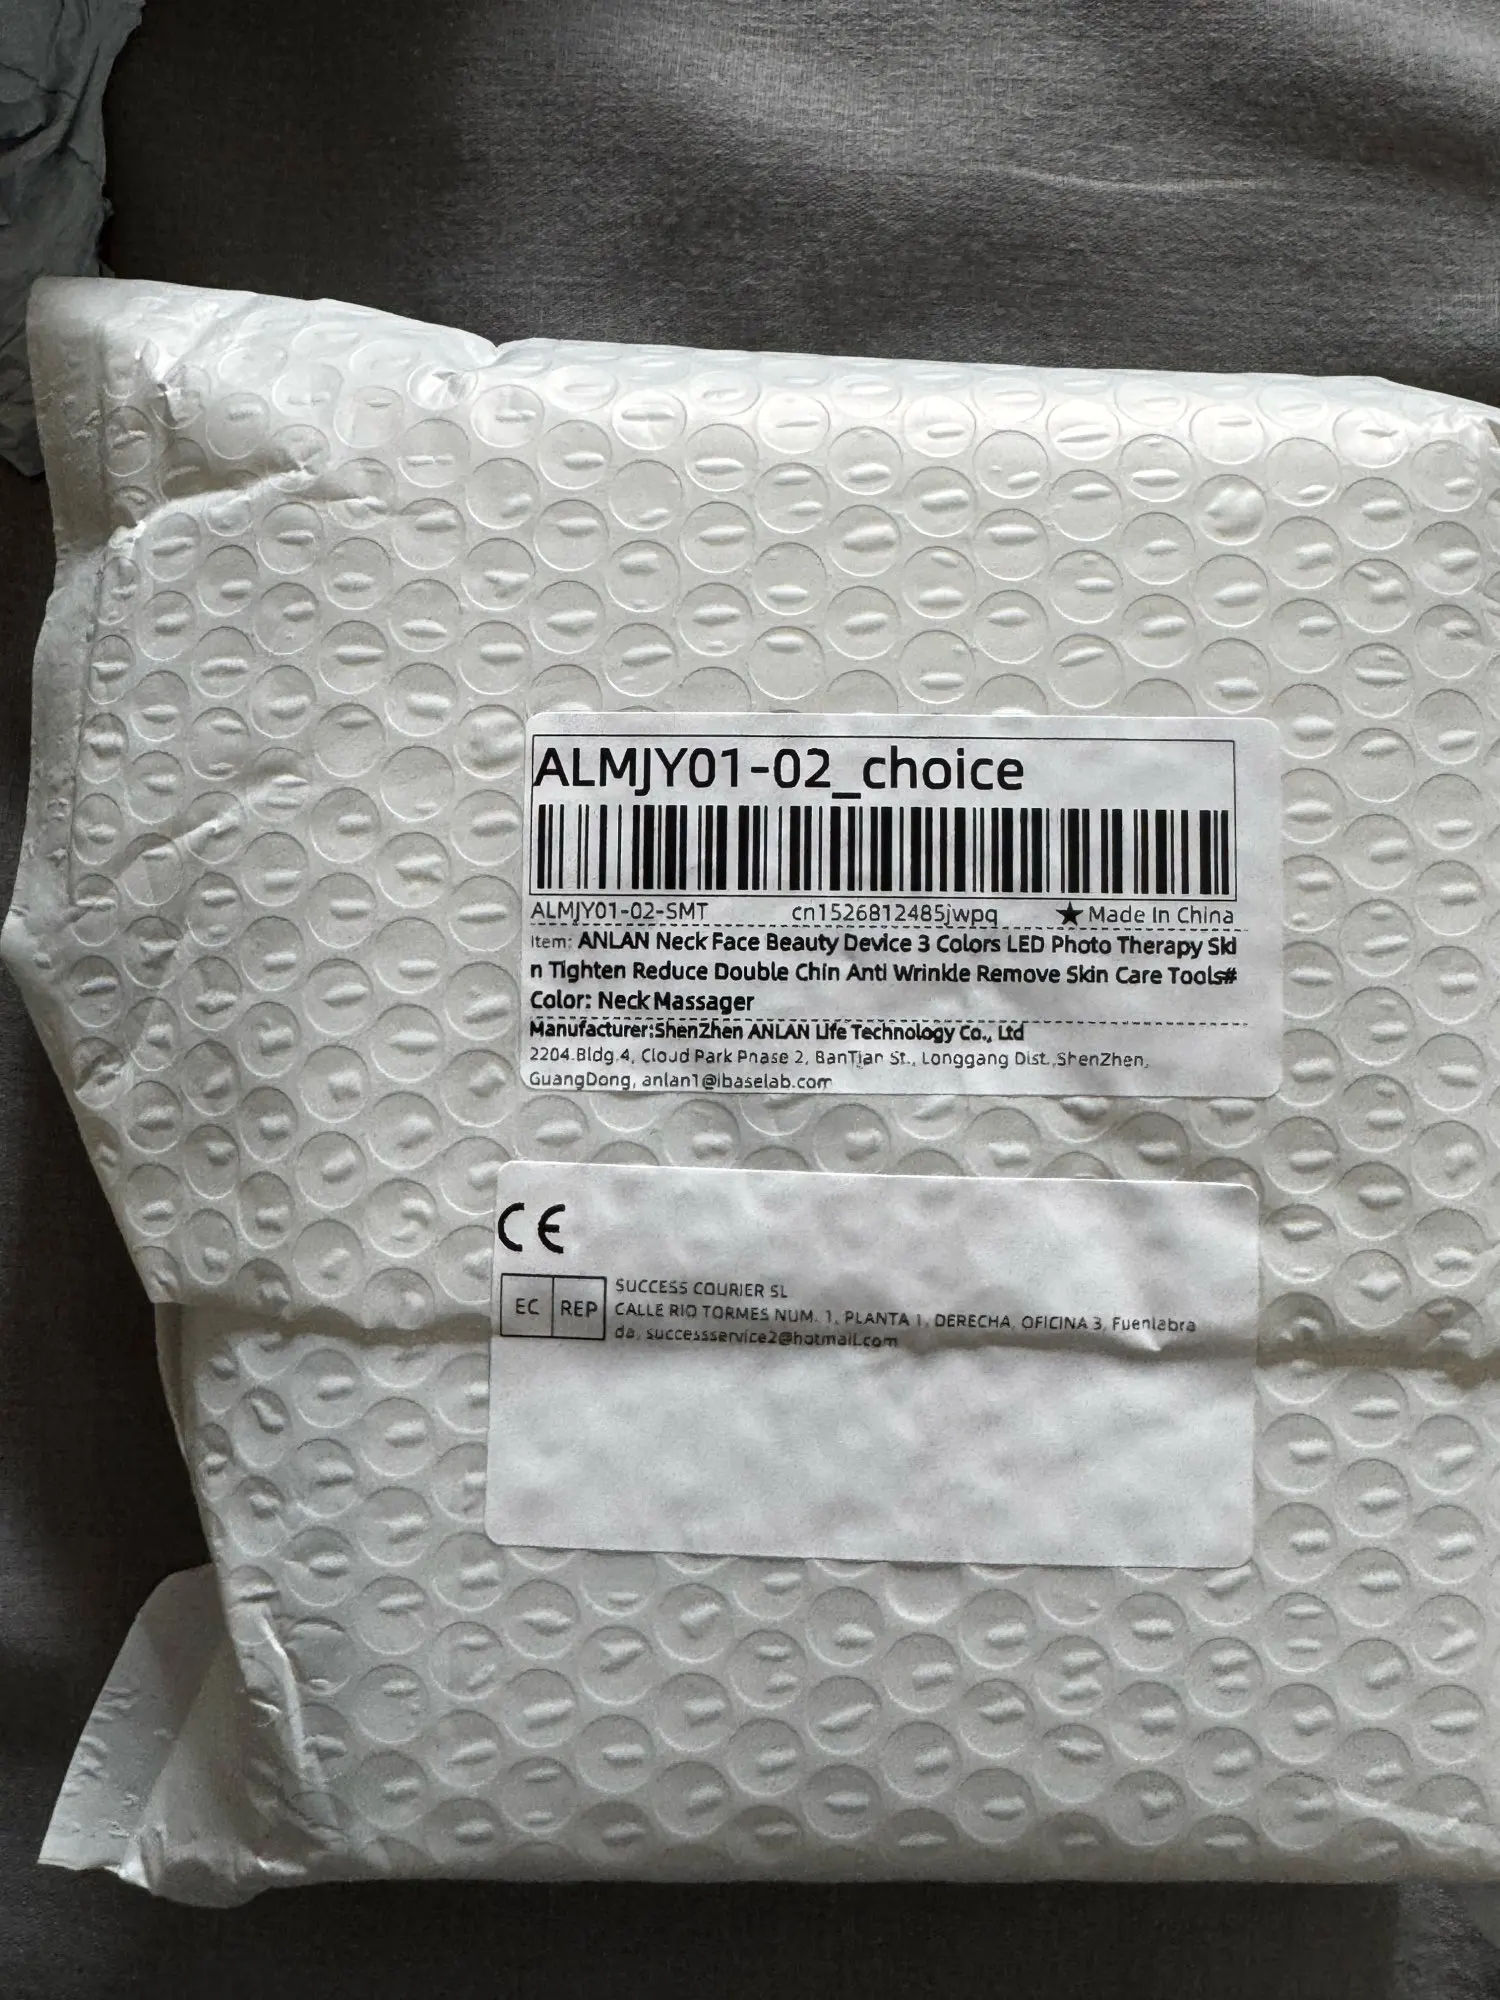 ALMJY01-02_choice
ALMJY01-02-SMT cn1526812485jwpq ★ Made In China
Item: ANLAN Neck Face Beauty Device 3 Colors LED Photo Therapy Ski
n Tighten Reduce Double Chin Anti Wrinkle Remove Skin Care Tools#
Color: Neck Massager
Manufacturer:ShenZhen ANLAN Life Technology Co., Ltd
2204.Bldg.4, Cloud Park Phase 2, BanTian St., Longgang Dist.,ShenZhen,
GuangDong, anlan1@ibaselab.com
CE
EC REP
SUCCESS COURIER SL
CALLE RIO TORMES NUM. 1, PLANTA 1, DERECHA, OFICINA 3, Fuenlabra
da, successservice2@hotmail.com